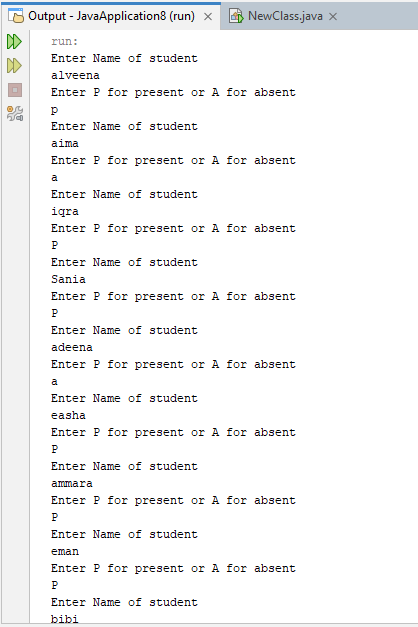 Output - JavaApplication8 (run) NewClass.java
run:
Enter Name of student
alveena
Enter P for present or A for absent
p
Enter Name of student
aima
Enter P for present or A for absent
a
Enter Name of student
iqra
Enter P for present or A for absent
P
Enter Name of student
Sania
Enter P for present or A for absent
P
Enter Name of student
adeena
Enter P for present or A for absent
a
Enter Name of student
easha
Enter P for present or A for absent
P
Enter Name of student
ammara
Enter P for present or A for absent
P
Enter Name of student
eman
Enter P for present or A for absent
P
Enter Name of student
bibi